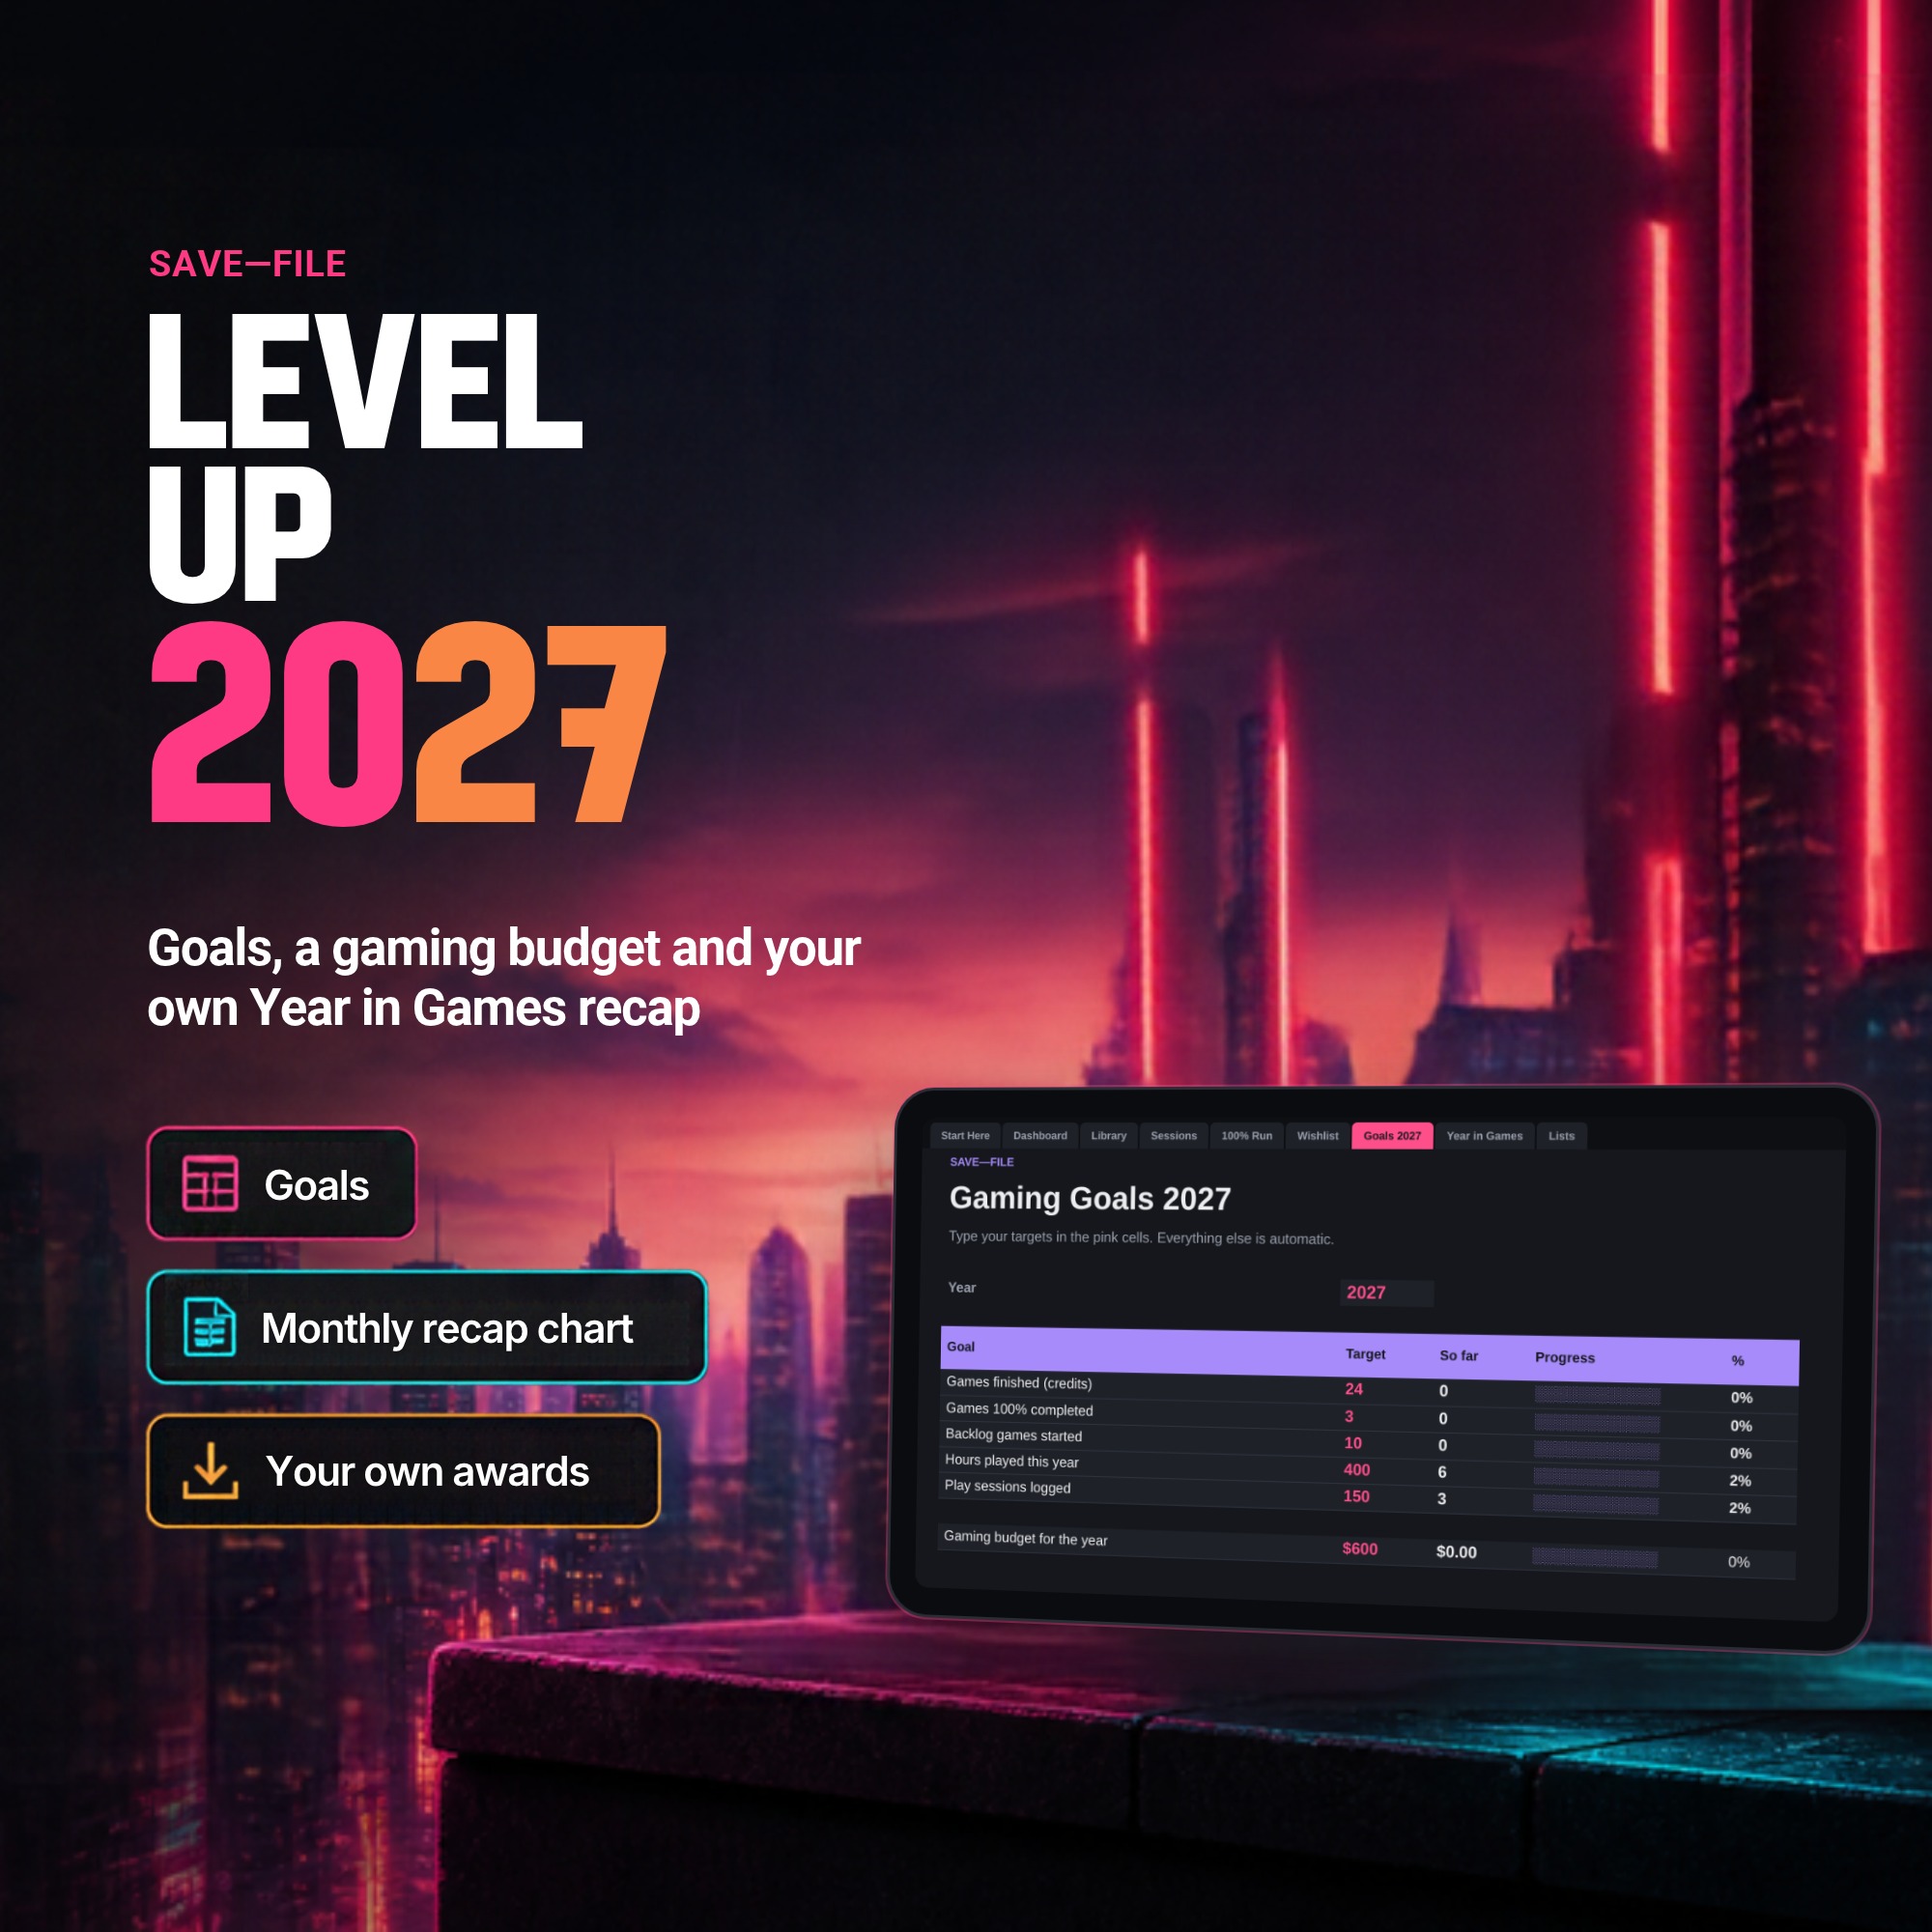 SAVE—FILE
LEVEL
UP
2027
Goals, a gaming budget and your
own Year in Games recap
Goals
Monthly recap chart
Your own awards
Start Here Dashboard Library Sessions 100% Run Wishlist Goals 2027 Year in Games Lists
SAVE—FILE
Gaming Goals 2027
Type your targets in the pink cells. Everything else is automatic.
Year 2027
Goal Target So far Progress %
Games finished (credits) 24 0 0%
Games 100% completed 3 0 0%
Backlog games started 10 0 0%
Hours played this year 400 6 2%
Play sessions logged 150 3 2%
Gaming budget for the year $600 $0.00 0%